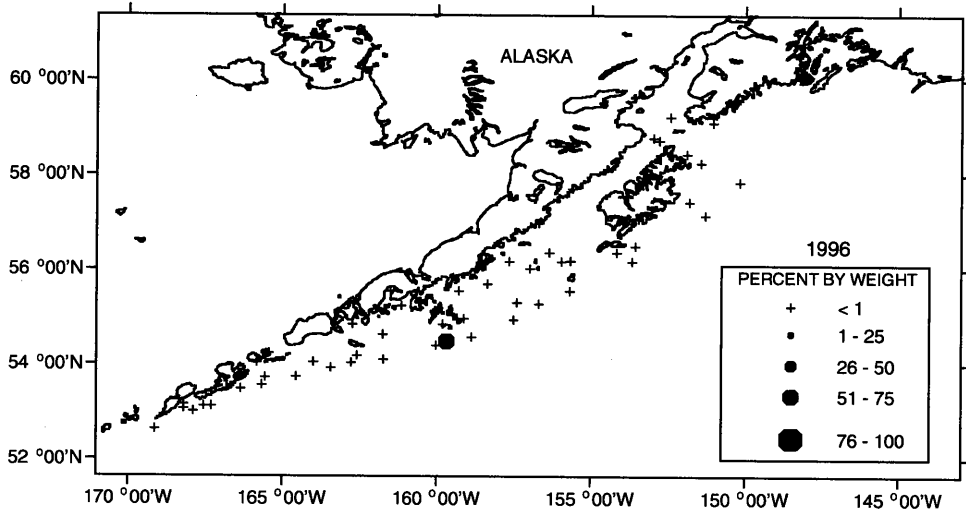 ALASKA
60 °00'N
58 °00'N
56 °00'N
54 °00'N
52 °00'N
1996
PERCENT BY WEIGHT
< 1
1 - 25
26 - 50
51 - 75
76 - 100
170 °00'W
165 °00'W
160 °00'W
155 °00'W
150 °00'W
145 °00'W